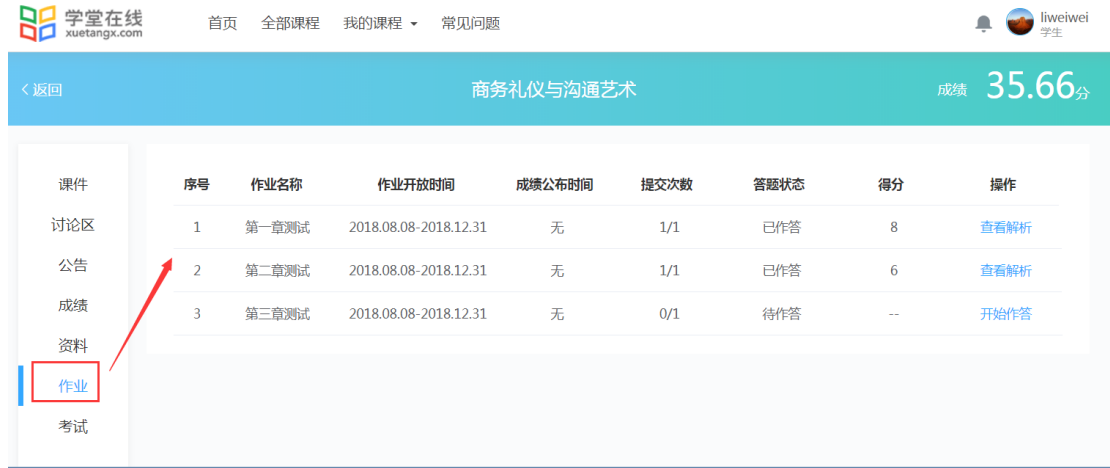 学堂在线
xuetangx.com
首页 全部课程 我的课程 常见问题
liweiwei
学生
返回 商务礼仪与沟通艺术 成绩 35.66分
课件
讨论区
公告
成绩
资料
作业
考试
序号 作业名称 作业开放时间 成绩公布时间 提交次数 答题状态 得分 操作
1 第一章测试 2018.08.08-2018.12.31 无 1/1 已作答 8 查看解析
2 第二章测试 2018.08.08-2018.12.31 无 1/1 已作答 6 查看解析
3 第三章测试 2018.08.08-2018.12.31 无 0/1 待作答 -- 开始作答